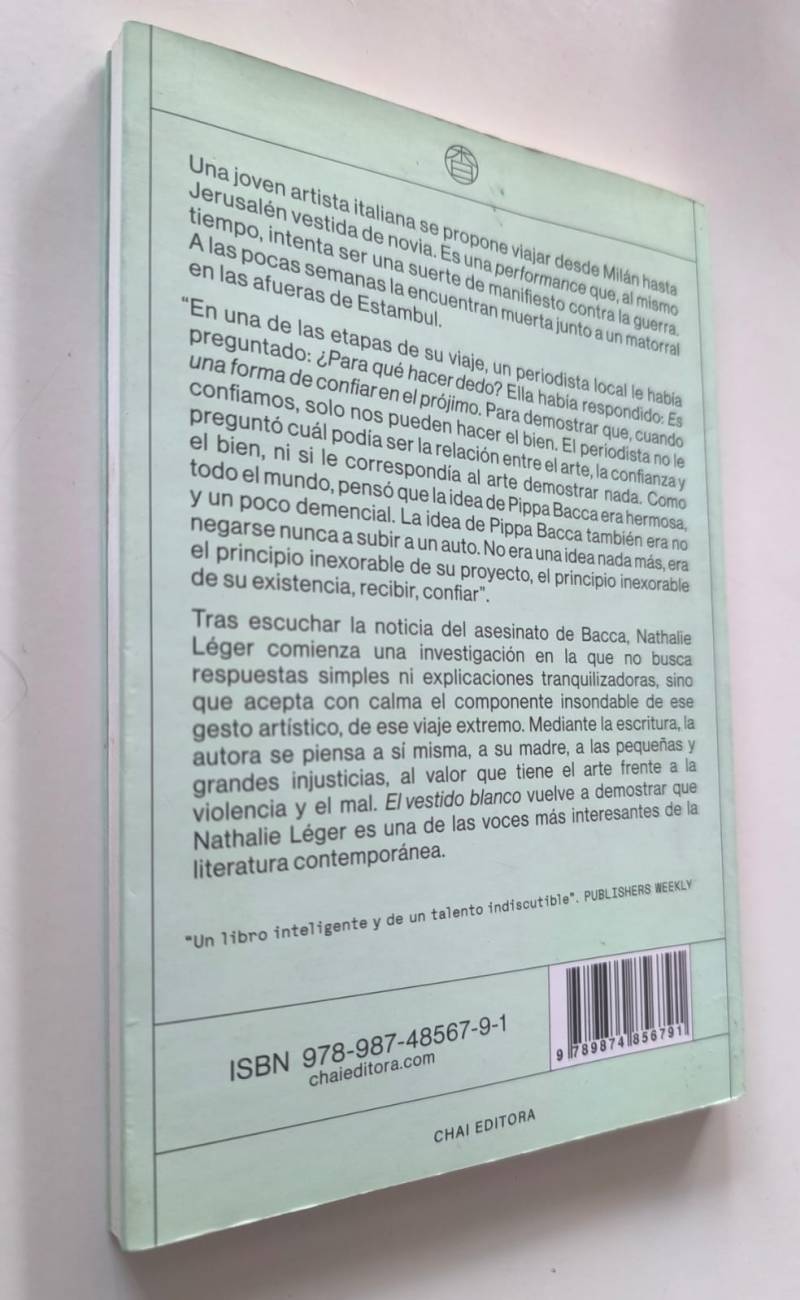 Una joven artista italiana se propone viajar desde Milán hasta
Jerusalén vestida de novia. Es una performance que, al mismo
tiempo, intenta ser una suerte de manifiesto contra la guerra.
A las pocas semanas la encuentran muerta junto a un matorral
en las afueras de Estambul.
“En una de las etapas de su viaje, un periodista local le había
preguntado: ¿Para qué hacer dedo? Ella había respondido: Es
una forma de confiar en el prójimo. Para demostrar que, cuando
confiamos, solo nos pueden hacer el bien. El periodista no le
preguntó cuál podía ser la relación entre el arte, la confianza y
el bien, ni si le correspondía al arte demostrar nada. Como
todo el mundo, pensó que la idea de Pippa Bacca era hermosa,
y un poco demencial. La idea de Pippa Bacca también era no
negarse nunca a subir a un auto. No era una idea nada más, era
el principio inexorable de su proyecto, el principio inexorable
de su existencia, recibir, confiar”.
Tras escuchar la noticia del asesinato de Bacca, Nathalie
Léger comienza una investigación en la que no busca
respuestas simples ni explicaciones tranquilizadoras, sino
que acepta con calma el componente insondable de ese
gesto artístico, de ese viaje extremo. Mediante la escritura, la
autora se piensa a sí misma, a su madre, a las pequeñas y
grandes injusticias, al valor que tiene el arte frente a la
violencia y el mal. El vestido blanco vuelve a demostrar que
Nathalie Léger es una de las voces más interesantes de la
literatura contemporánea.
"Un libro inteligente y de un talento indiscutible". PUBLISHERS WEEKLY
ISBN 978-987-48567-9-1
chaieditora.com
9 789874 856791
CHAI EDITORA